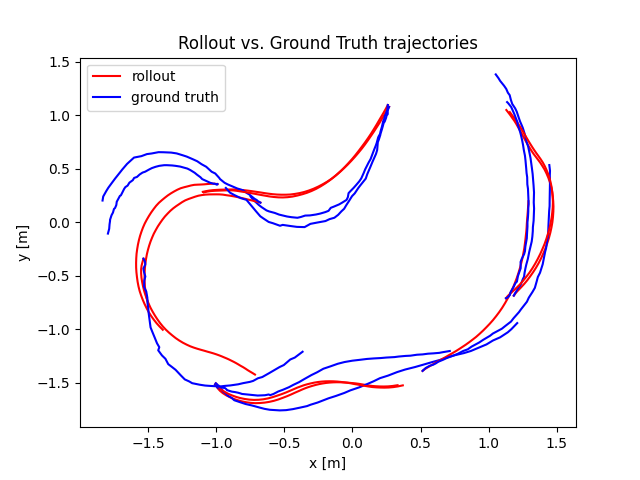 Rollout vs. Ground Truth trajectories
rollout
ground truth
1.5
1.0
0.5
0.0
−0.5
−1.0
−1.5
y [m]
−1.5 −1.0 −0.5 0.0 0.5 1.0 1.5
x [m]